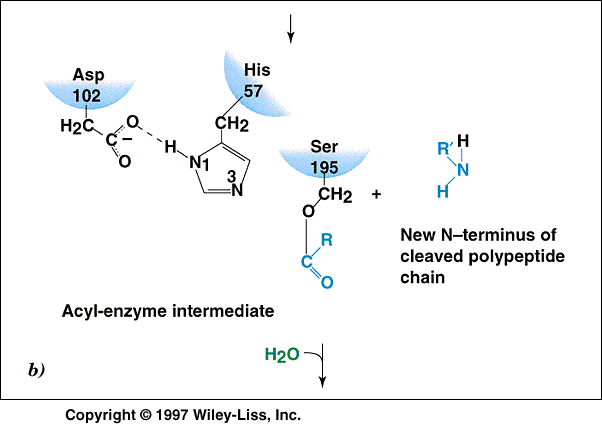 Asp
102
His
57
H2C
C
O
−
O
H
CH2
N1
3
N
Ser
195
CH2
O
R
C
O
+
R′
H
N
H
New N–terminus of
cleaved polypeptide
chain
Acyl-enzyme intermediate
H2O
b)
Copyright © 1997 Wiley-Liss, Inc.